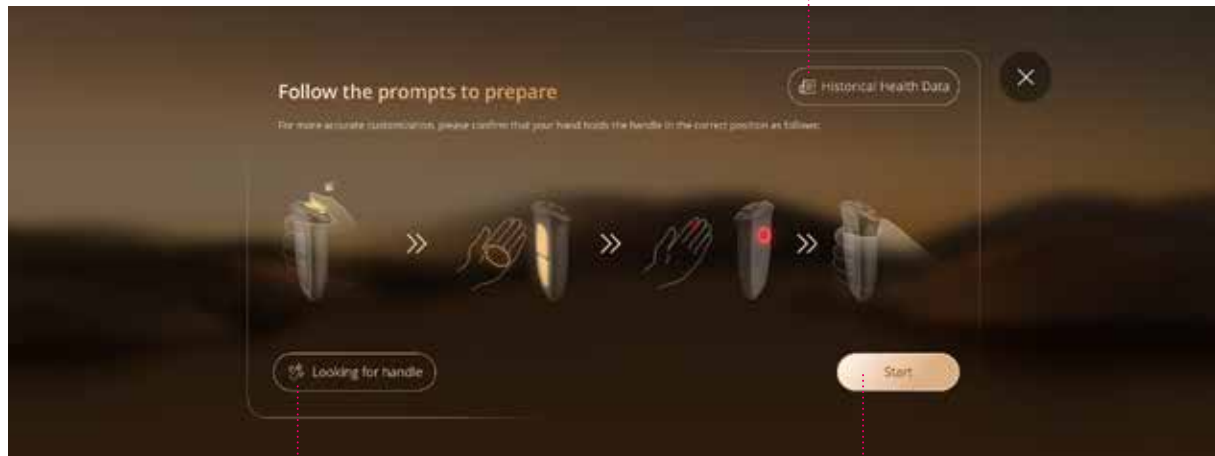 Historical Health Data
Follow the prompts to prepare
For more accurate customization, please confirm that your hand holds the handle in the correct position as follows:
Looking for handle
Start